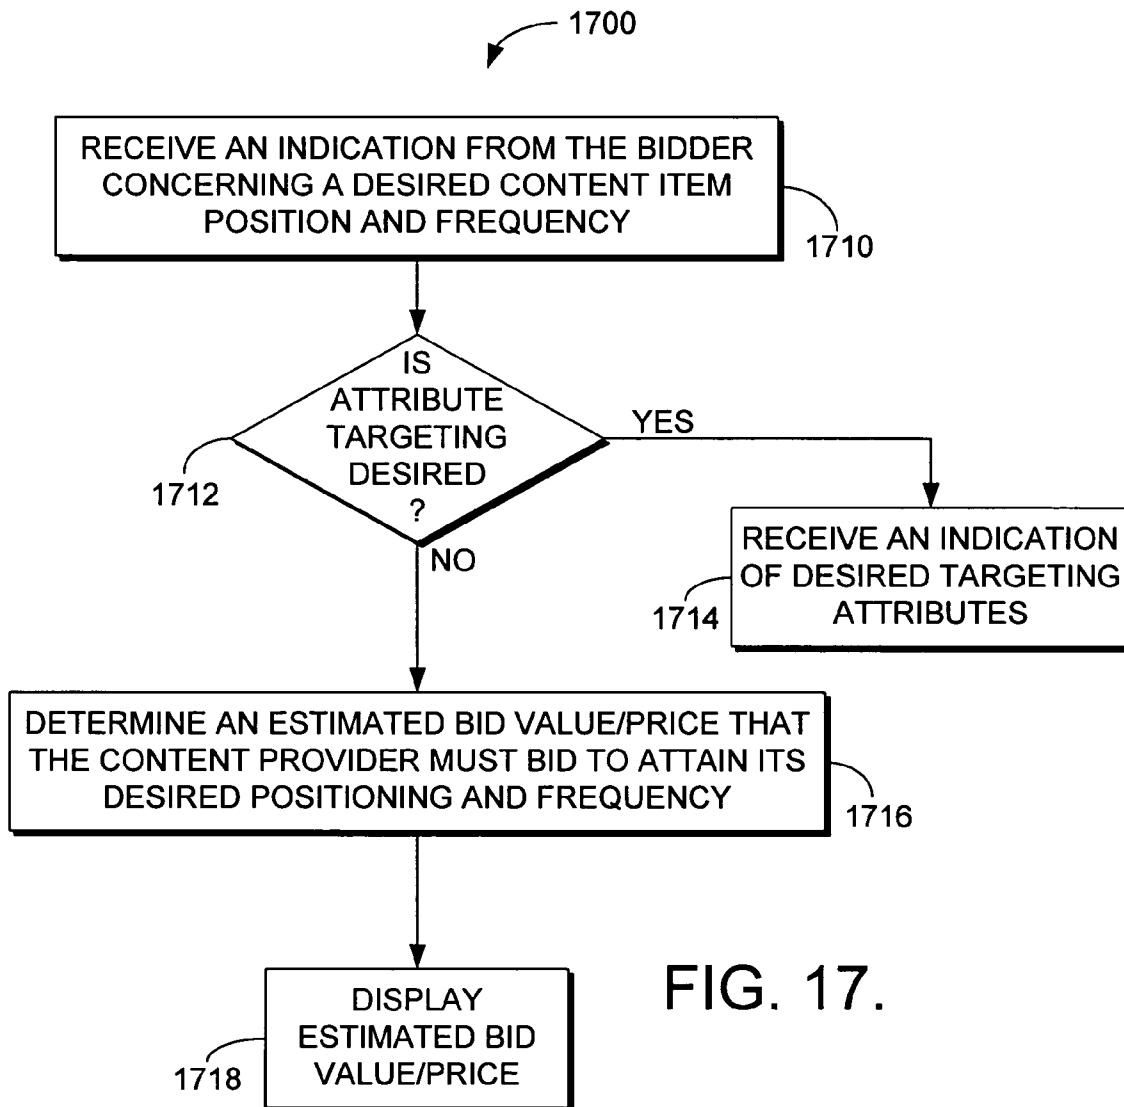 1700
RECEIVE AN INDICATION FROM THE BIDDER
CONCERNING A DESIRED CONTENT ITEM
POSITION AND FREQUENCY
1710
IS
ATTRIBUTE
TARGETING
DESIRED
?
1712
YES
NO
RECEIVE AN INDICATION
OF DESIRED TARGETING
ATTRIBUTES
1714
DETERMINE AN ESTIMATED BID VALUE/PRICE THAT
THE CONTENT PROVIDER MUST BID TO ATTAIN ITS
DESIRED POSITIONING AND FREQUENCY
1716
DISPLAY
ESTIMATED BID
VALUE/PRICE
1718
FIG. 17.